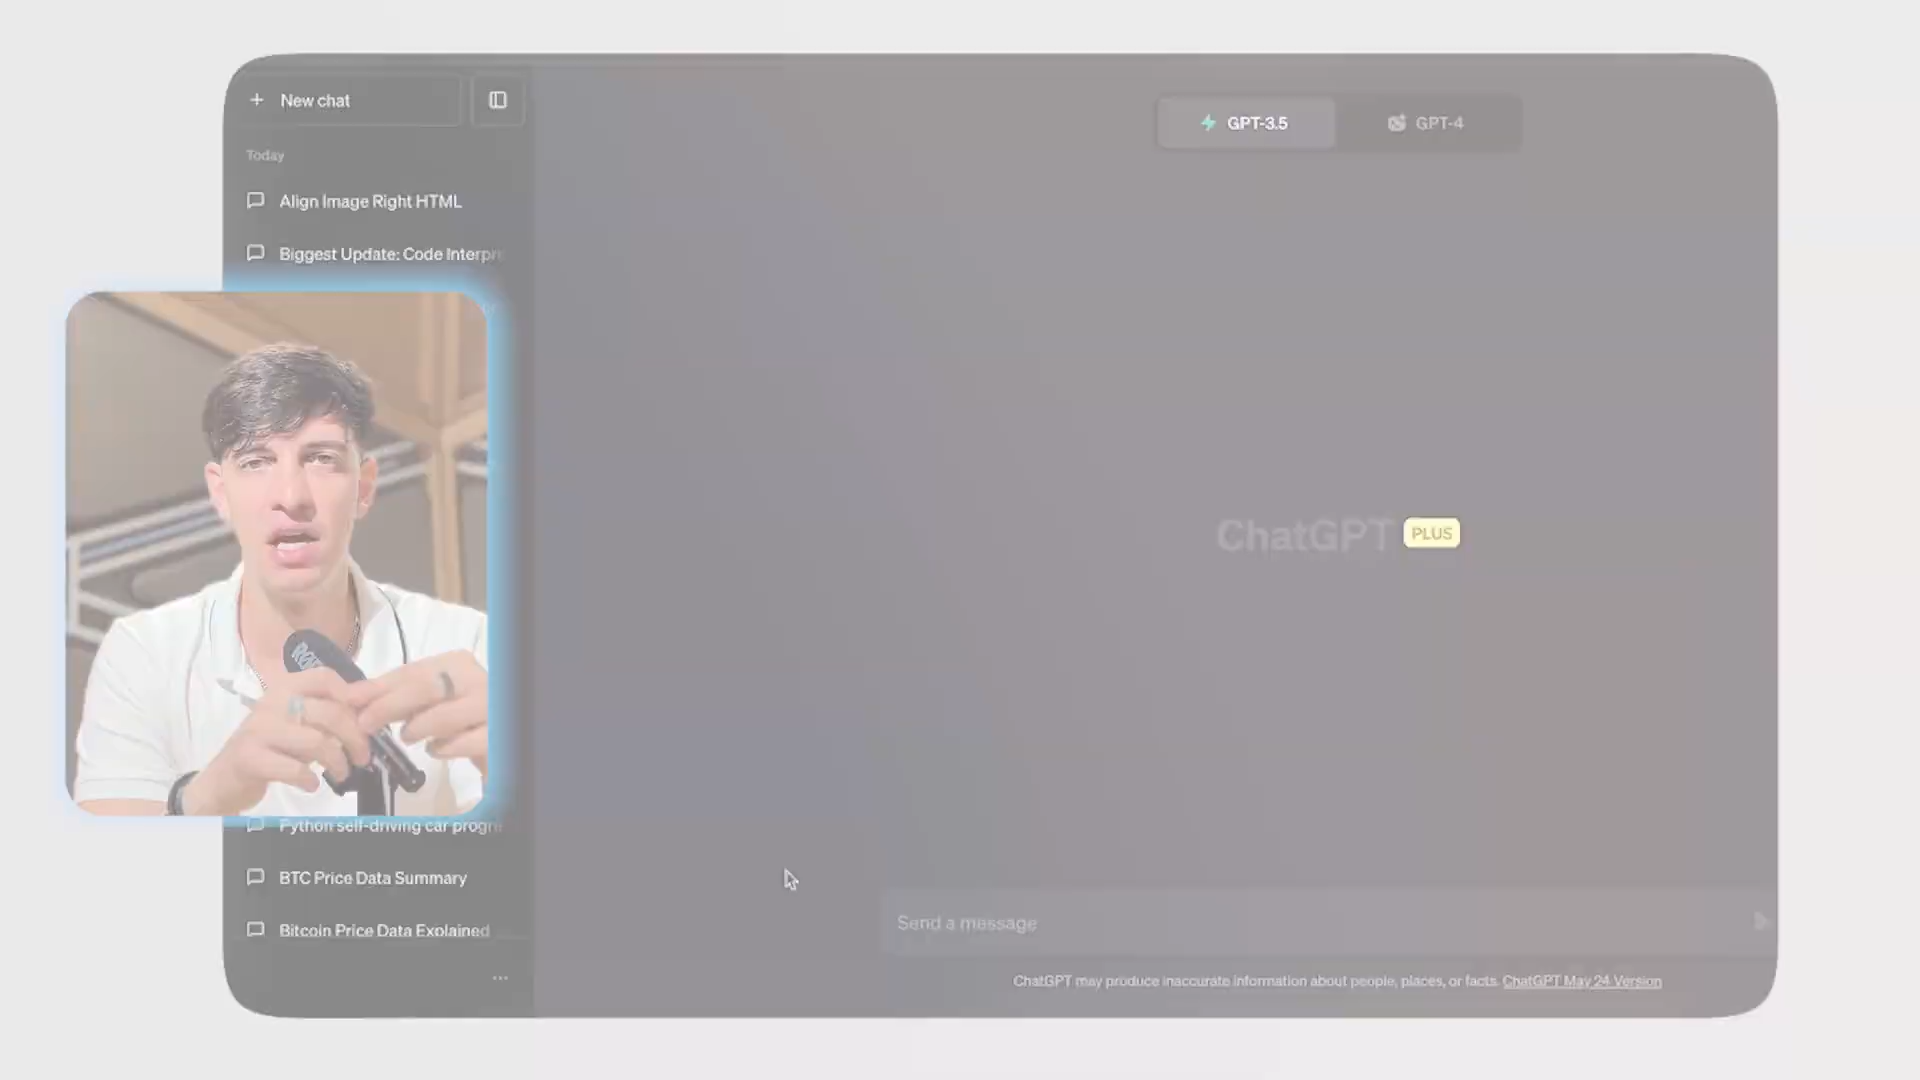 New chat
GPT-3.5
GPT-4
Today
Align Image Right HTML
Biggest Update: Code Interpr
ChatGPT PLUS
Python self-driving car progr
BTC Price Data Summary
Bitcoin Price Data Explained
Send a message
...
ChatGPT may produce inaccurate information about people, places, or facts. ChatGPT May 24 Version